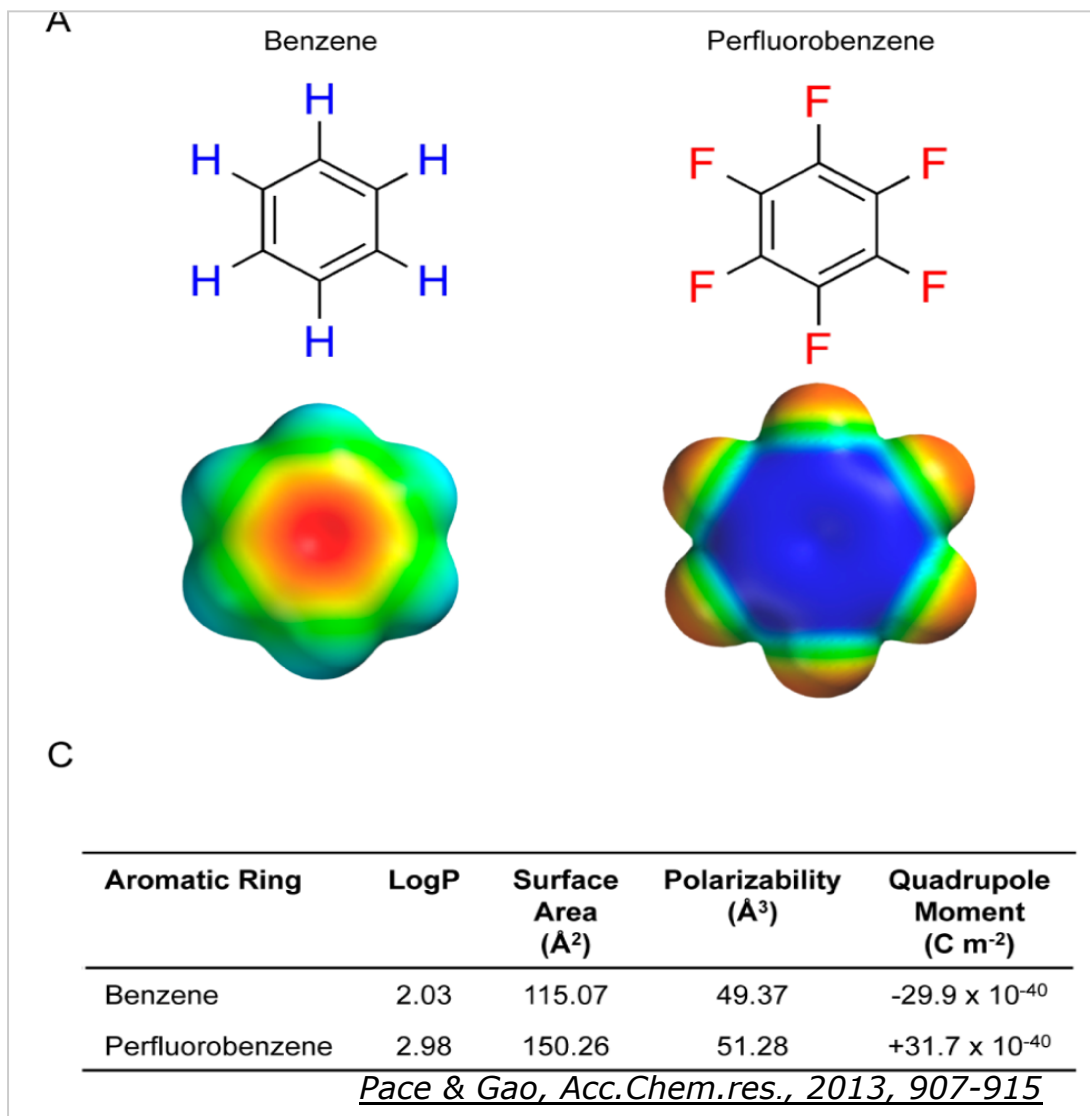 A
Benzene Perfluorobenzene
H
H H
H H
H
F
F F
F F
F
C
Aromatic Ring LogP Surface Area (Å²) Polarizability (Å³) Quadrupole Moment (C m⁻²)
Benzene 2.03 115.07 49.37 -29.9 x 10⁻⁴⁰
Perfluorobenzene 2.98 150.26 51.28 +31.7 x 10⁻⁴⁰
Pace & Gao, Acc.Chem.res., 2013, 907-915